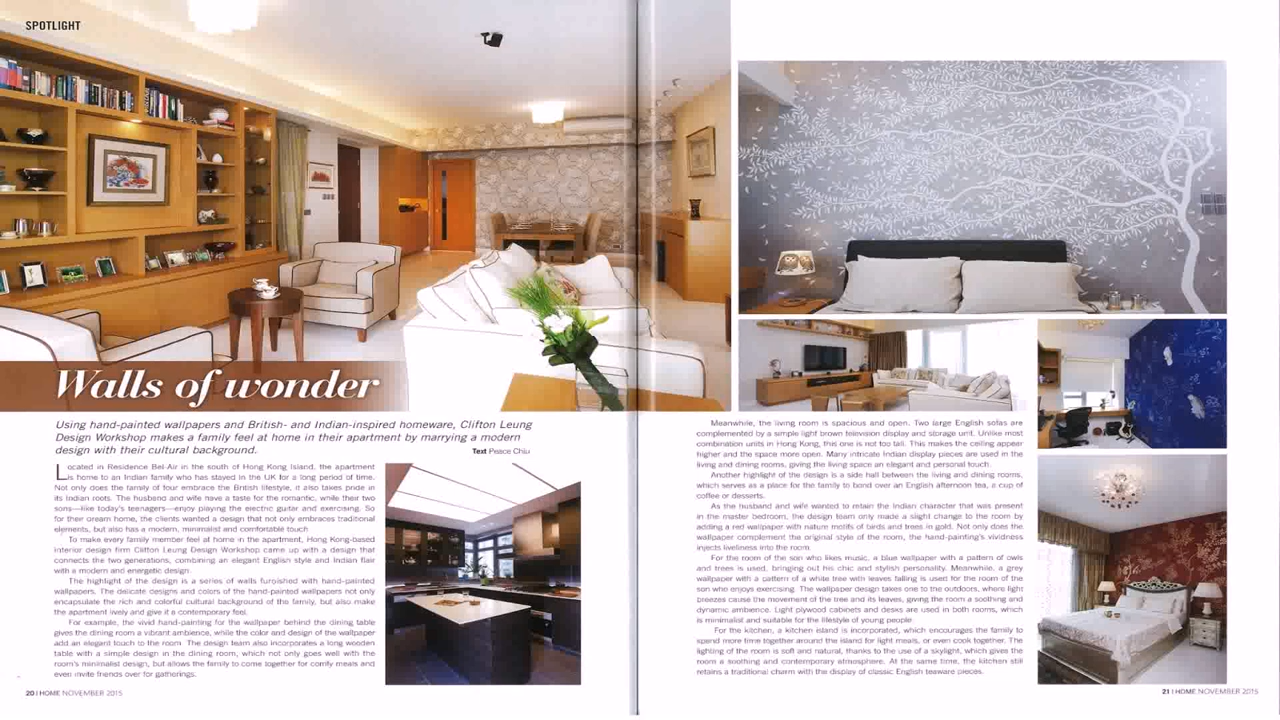 SPOTLIGHT
Walls of wonder
Using hand-painted wallpapers and British- and Indian-inspired homeware, Clifton Leung
Design Workshop makes a family feel at home in their apartment by marrying a modern
design with their cultural background.
Text Peace Chiu
Located in Residence Bel-Air in the south of Hong Kong Island, the apartment
is home to an Indian family who has stayed in the UK for a long period of time.
Not only does the family of four embrace the British lifestyle, it also takes pride in
its Indian roots. The husband and wife have a taste for the romantic, while their two
sons—like today's teenagers—enjoy playing the electric guitar and exercising. So
for their dream home, the clients wanted a design that not only embraces traditional
elements, but also has a modern, minimalist and comfortable touch.
To make every family member feel at home in the apartment, Hong Kong-based
interior design firm Clifton Leung Design Workshop came up with a design that
connects the two generations, combining an elegant English style and Indian flair
with a modern and energetic design.
The highlight of the design is a series of walls furnished with hand-painted
wallpapers. The delicate designs and colors of the hand-painted wallpapers not only
encapsulate the rich and colorful cultural background of the family, but also make
the apartment lively and give it a contemporary feel.
For example, the vivid hand-painting for the wallpaper behind the dining table
gives the dining room a vibrant ambience, while the color and design of the wallpaper
add an elegant touch to the room. The design team also incorporates a long wooden
table with a simple design in the dining room, which not only goes well with the
room's minimalist design, but allows the family to come together for comfy meals and
even invite friends over for gatherings.
20 | HOME NOVEMBER 2015
Meanwhile, the living room is spacious and open. Two large English sofas are
complemented by a simple light brown television display and storage unit. Unlike most
combination units in Hong Kong, this one is not too tall. This makes the ceiling appear
higher and the space more open. Many intricate Indian display pieces are used in the
living and dining rooms, giving the living space an elegant and personal touch.
Another highlight of the design is a side hall between the living and dining rooms,
which serves as a place for the family to bond over an English afternoon tea, a cup of
coffee or desserts.
As the husband and wife wanted to retain the Indian character that was present
in the master bedroom, the design team only made a slight change to the room by
adding a red wallpaper with nature motifs of birds and trees in gold. Not only does the
wallpaper complement the original style of the room, the hand-painting's vividness
injects liveliness into the room.
For the room of the son who likes music, a blue wallpaper with a pattern of owls
and trees is used, bringing out his chic and stylish personality. Meanwhile, a grey
wallpaper with a pattern of a white tree with leaves falling is used for the room of the
son who enjoys exercising. The wallpaper design takes one to the outdoors, where light
breezes cause the movement of the tree and its leaves, giving the room a soothing and
dynamic ambience. Light plywood cabinets and desks are used in both rooms, which
is minimalist and suitable for the lifestyle of young people.
For the kitchen, a kitchen island is incorporated, which encourages the family to
spend more time together around the island for light meals, or even cook together. The
lighting of the room is soft and natural, thanks to the use of a skylight, which gives the
room a soothing and contemporary atmosphere. At the same time, the kitchen still
retains a traditional charm with the display of classic English teaware pieces.
21 | HOME NOVEMBER 2015